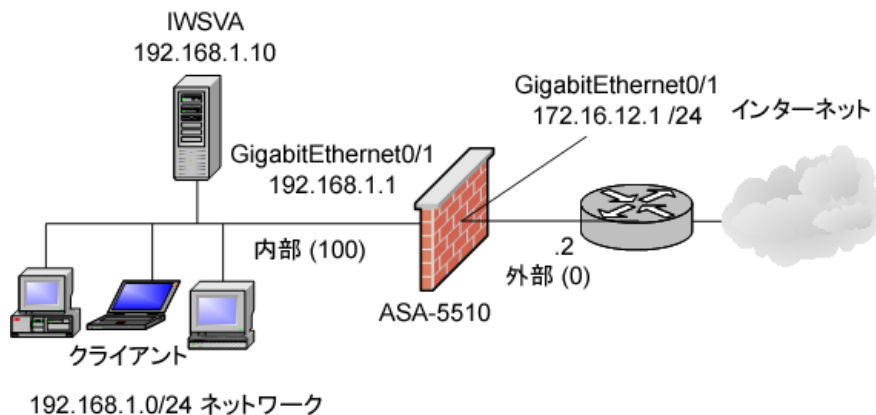 IWSVA
192.168.1.10
GigabitEthernet0/1
172.16.12.1 /24
インターネット
GigabitEthernet0/1
192.168.1.1
内部 (100)
.2
外部 (0)
ASA-5510
クライアント
192.168.1.0/24 ネットワーク